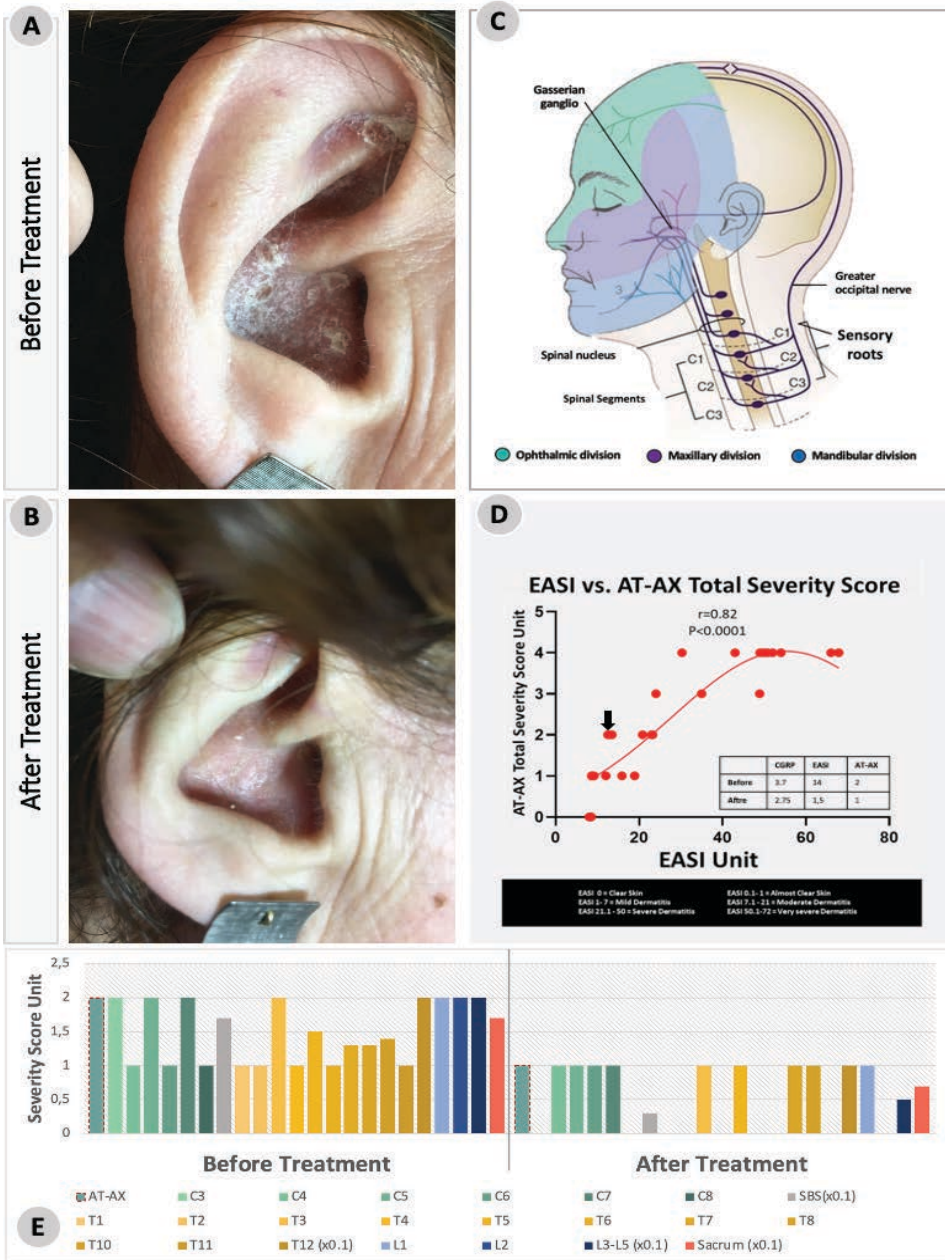 A
Before Treatment
B
After Treatment
C
Gasserian
ganglio
Greater
occipital nerve
Sensory
roots
Spinal nucleus
Spinal Segments
C1
C2
C3
C1
C2
C3
Ophthalmic division
Maxillary division
Mandibular division
D
EASI vs. AT-AX Total Severity Score
r=0.82
P<0.0001
AT-AX Total Severity Score Unit
5
4
3
2
1
0
0 20 40 60 80
EASI Unit
CGRP EASI AT-AX
Before 3.7 14 2
Aftre 2.75 1,5 1
EASI 0 = Clear Skin EASI 0.1- 1 = Almost Clear Skin
EASI 1- 7 = Mild Dermatitis EASI 7.1 - 21 = Moderate Dermatitis
EASI 21.1 - 50 = Severe Dermatitis EASI 50.1-72 = Very severe Dermatitis
Severity Score Unit
2,5
2
1,5
1
0,5
0
Before Treatment After Treatment
AT-AX C3 C4 C5 C6 C7 C8 SBS(x0.1)
T1 T2 T3 T4 T5 T6 T7 T8
T10 T11 T12 (x0.1) L1 L2 L3-L5 (x0.1) Sacrum (x0.1)
E